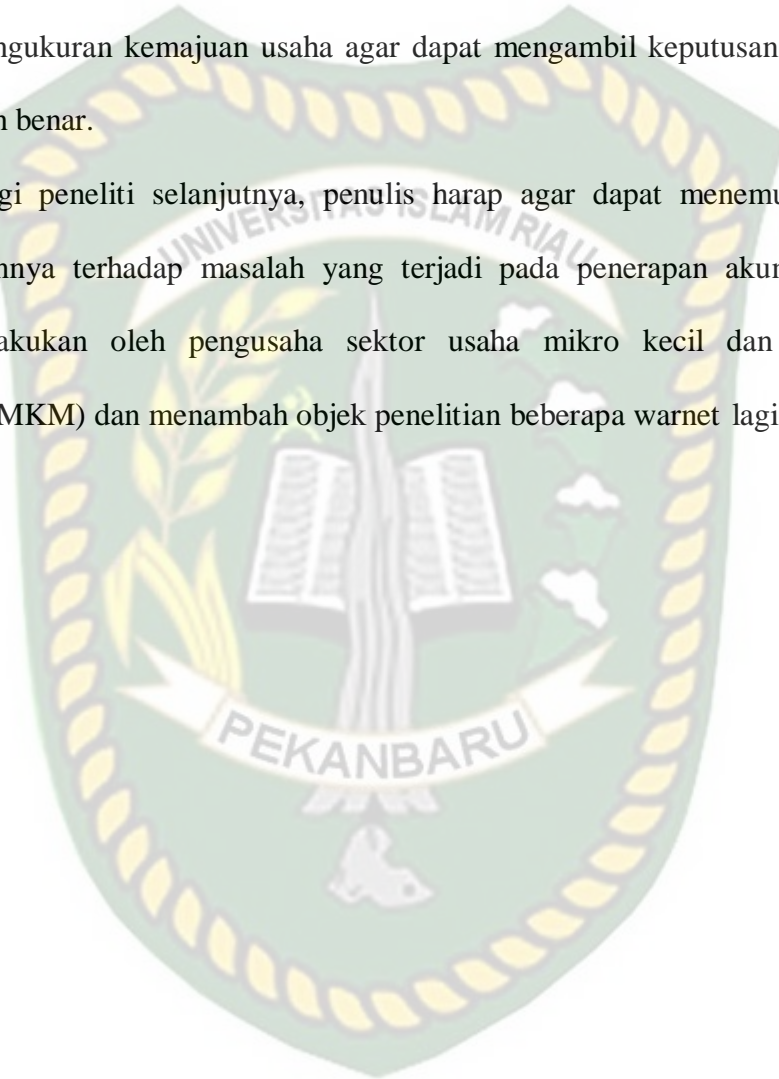 ngukuran kemajuan usaha agar dapat mengambil keputusan
n benar.
gi peneliti selanjutnya, penulis harap agar dapat menemu
nnya terhadap masalah yang terjadi pada penerapan akun
akukan oleh pengusaha sektor usaha mikro kecil dan
MKM) dan menambah objek penelitian beberapa warnet lagi
UNIVERSITAS ISLAM RIAU
PEKANBARU